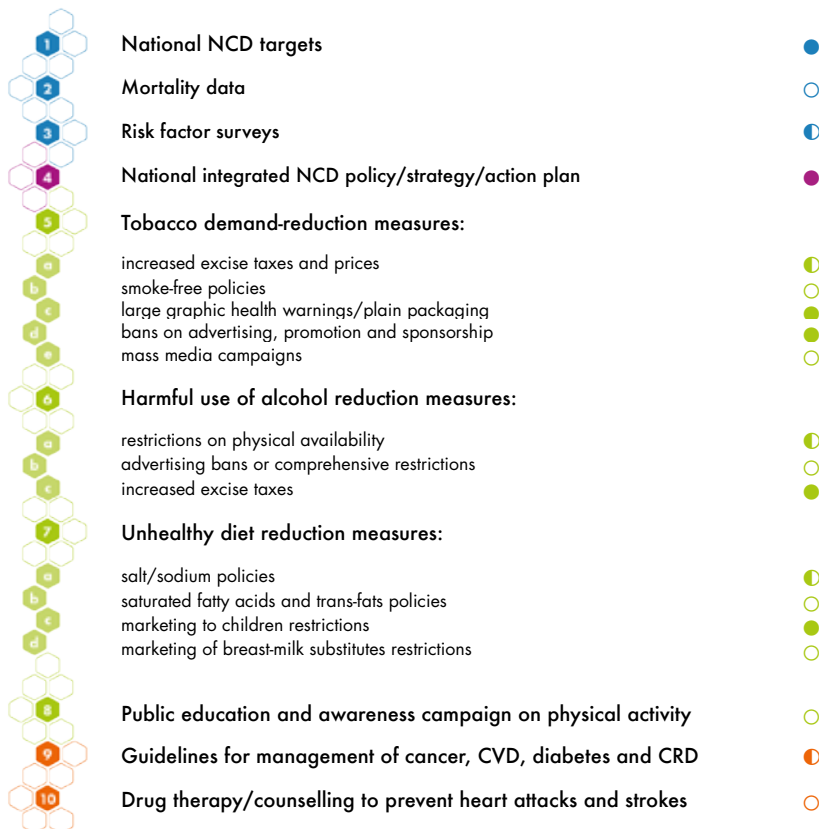 1 National NCD targets
2 Mortality data
3 Risk factor surveys
4 National integrated NCD policy/strategy/action plan
5 Tobacco demand-reduction measures:
a increased excise taxes and prices
b smoke-free policies
c large graphic health warnings/plain packaging
d bans on advertising, promotion and sponsorship
e mass media campaigns
6 Harmful use of alcohol reduction measures:
a restrictions on physical availability
b advertising bans or comprehensive restrictions
c increased excise taxes
7 Unhealthy diet reduction measures:
a salt/sodium policies
b saturated fatty acids and trans-fats policies
c marketing to children restrictions
d marketing of breast-milk substitutes restrictions
8 Public education and awareness campaign on physical activity
9 Guidelines for management of cancer, CVD, diabetes and CRD
10 Drug therapy/counselling to prevent heart attacks and strokes